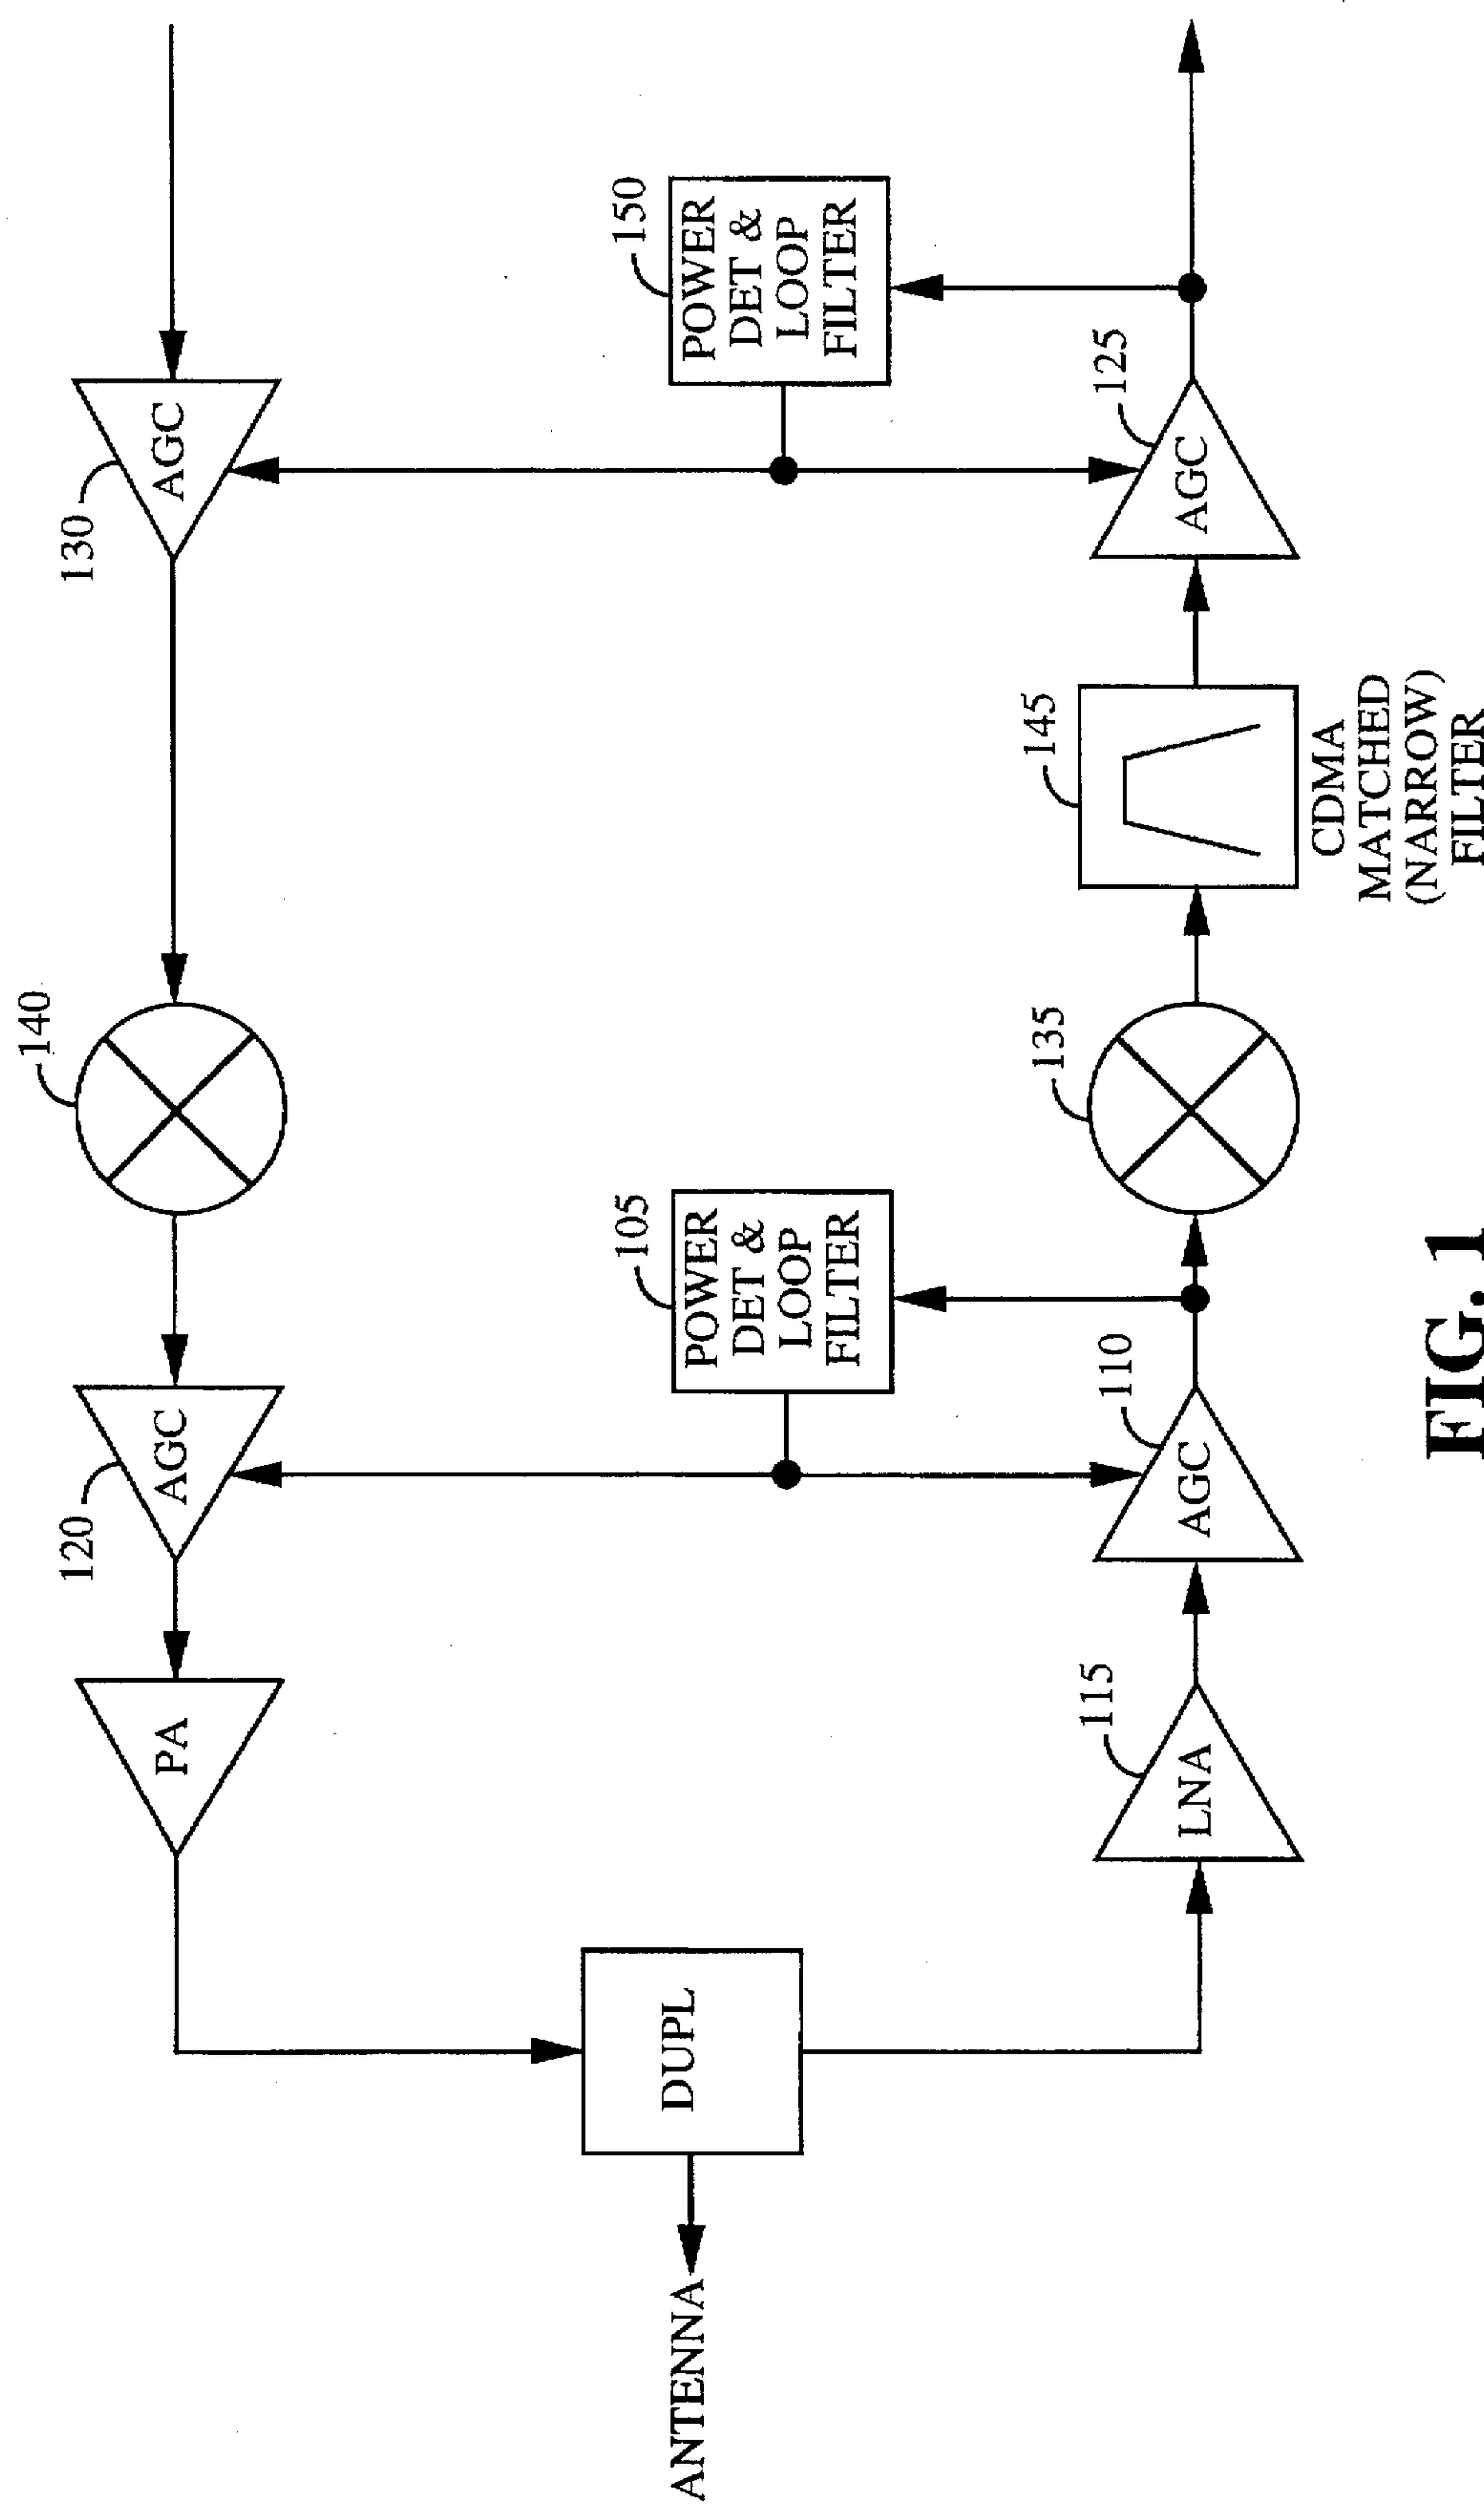 ANTENNA
DUPL
PA
120
AGC
140
130
AGC
105
POWER
DET &
LOOP
FILTER
150
POWER
DET &
LOOP
FILTER
115
LNA
110
AGC
135
145
CDMA
MATCHED
(NARROW)
FILTER
125
AGC
FIG. 1